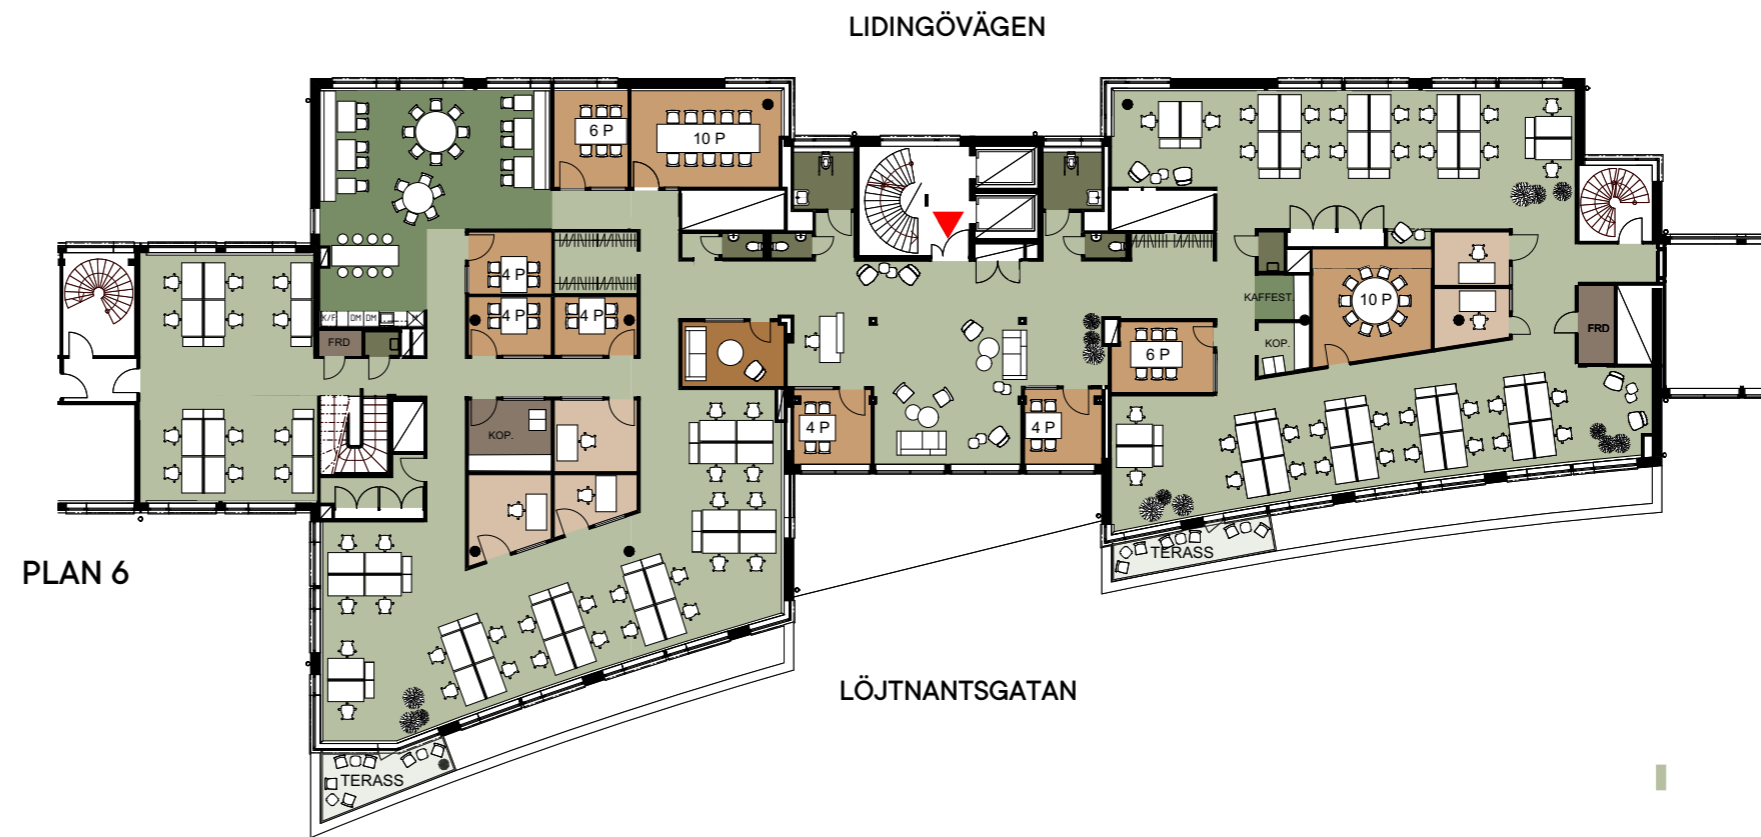 LIDINGÖVÄGEN
6 P
10 P
4 P
4 P
4 P
K/F DM DM
FRD
KAFFEST.
10 P
KOP.
6 P
FRD
KOP.
4 P
4 P
TERASS
PLAN 6
LÖJTNANTSGATAN
TERASS